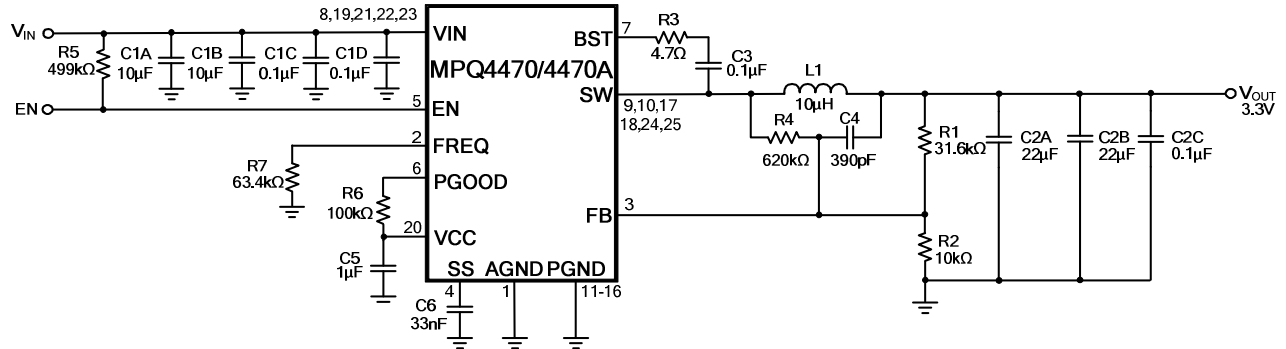 8,19,21,22,23
VIN
R5
499kΩ
C1A
10µF
C1B
10µF
C1C
0.1µF
C1D
0.1µF
EN
5
2
R7
63.4kΩ
6
R6
100kΩ
20
C5
1µF
VIN
MPQ4470/4470A
EN
FREQ
PGOOD
VCC
SS
AGND
PGND
BST
SW
FB
4
C6
33nF
1
11-16
7
R3
4.7Ω
C3
0.1µF
9,10,17
18,24,25
L1
10µH
R4
620kΩ
C4
390pF
3
R1
31.6kΩ
R2
10kΩ
C2A
22µF
C2B
22µF
C2C
0.1µF
VOUT
3.3V